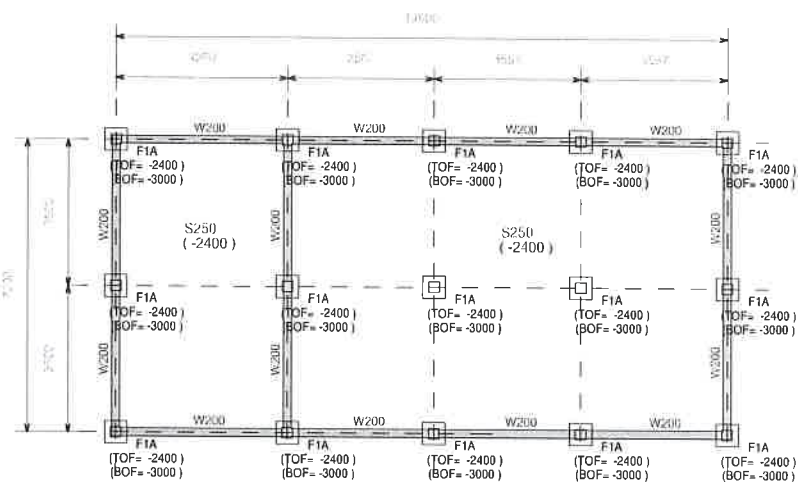 W200 W200 W200 W200
F1A F1A F1A F1A F1A
(TOF= -2400 ) (TOF= -2400 ) (TOF= -2400 ) (TOF= -2400 ) (TOF= -2400 )
(BOF= -3000 ) (BOF= -3000 ) (BOF= -3000 ) (BOF= -3000 ) (BOF= -3000 )
W200 W200 W200
S250 S250
( -2400 ) ( -2400 )
F1A F1A F1A F1A F1A
(TOF= -2400 ) (TOF= -2400 ) (TOF= -2400 ) (TOF= -2400 ) (TOF= -2400 )
(BOF= -3000 ) (BOF= -3000 ) (BOF= -3000 ) (BOF= -3000 ) (BOF= -3000 )
W200 W200 W200
W200 W200 W200 W200
F1A F1A F1A F1A F1A
(TOF= -2400 ) (TOF= -2400 ) (TOF= -2400 ) (TOF= -2400 ) (TOF= -2400 )
(BOF= -3000 ) (BOF= -3000 ) (BOF= -3000 ) (BOF= -3000 ) (BOF= -3000 )